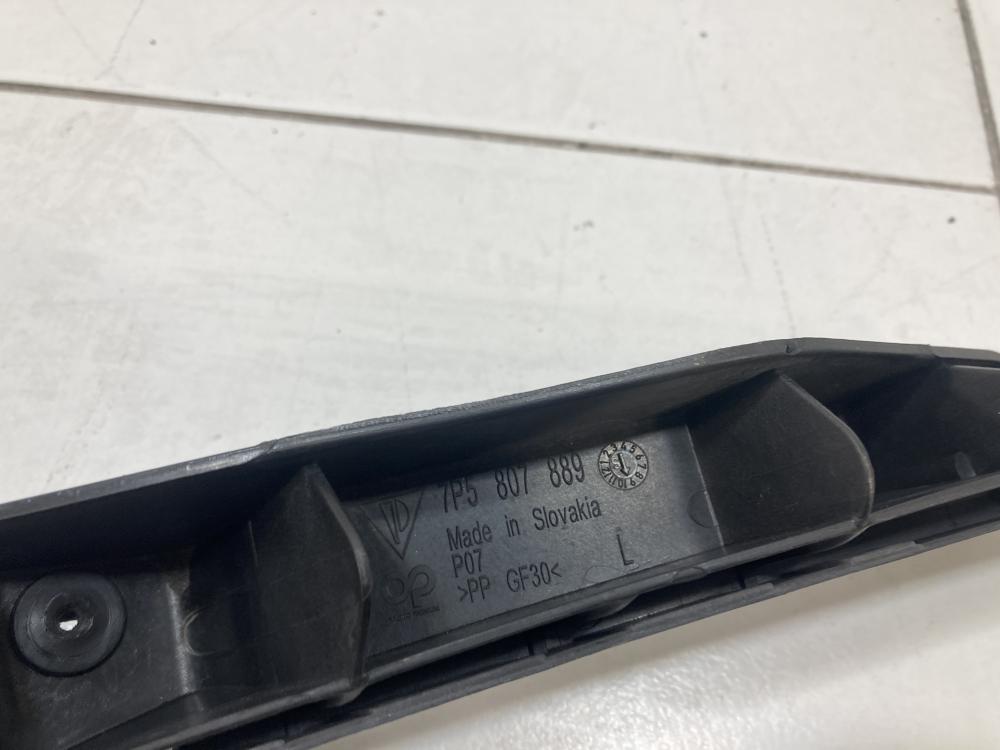 7P5 807 889
Made in Slovakia
P07
>PP GF30<
L